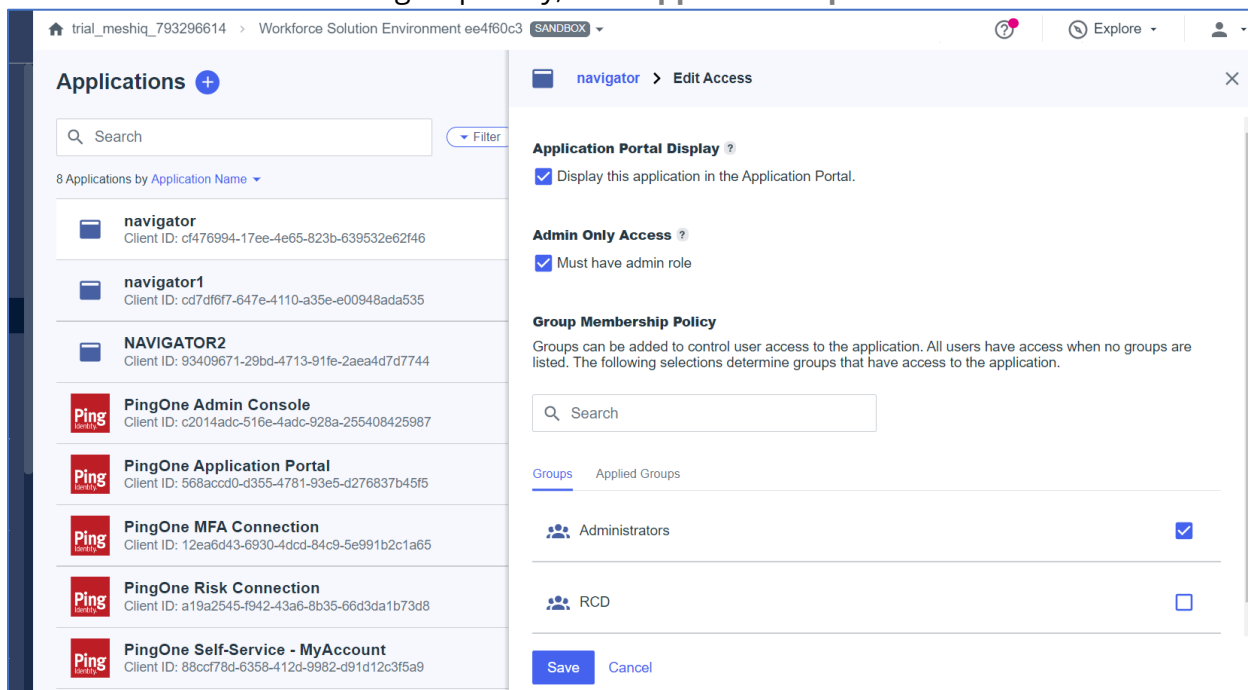 trial_meshiq_793296614 > Workforce Solution Environment ee4f60c3 SANDBOX
Explore
Applications
Search
Filter
8 Applications by Application Name
navigator
Client ID: cf476994-17ee-4e65-823b-639532e62f46
navigator1
Client ID: cd7df6f7-647e-4110-a35e-e00948ada535
NAVIGATOR2
Client ID: 93409671-29bd-4713-91fe-2aea4d7d7744
Ping
Identity
PingOne Admin Console
Client ID: c2014adc-516e-4adc-928a-255408425987
Ping
Identity
PingOne Application Portal
Client ID: 568accd0-d355-4781-93e5-d276837b45f5
Ping
Identity
PingOne MFA Connection
Client ID: 12ea6d43-6930-4dcd-84c9-5e991b2c1a65
Ping
Identity
PingOne Risk Connection
Client ID: a19a2545-f942-43a6-8b35-66d3da1b73d8
Ping
Identity
PingOne Self-Service - MyAccount
Client ID: 88ccf78d-6358-412d-9982-d91d12c3f5a9
navigator > Edit Access
Application Portal Display ?
Display this application in the Application Portal.
Admin Only Access ?
Must have admin role
Group Membership Policy
Groups can be added to control user access to the application. All users have access when no groups are
listed. The following selections determine groups that have access to the application.
Search
Groups Applied Groups
Administrators
RCD
Save Cancel